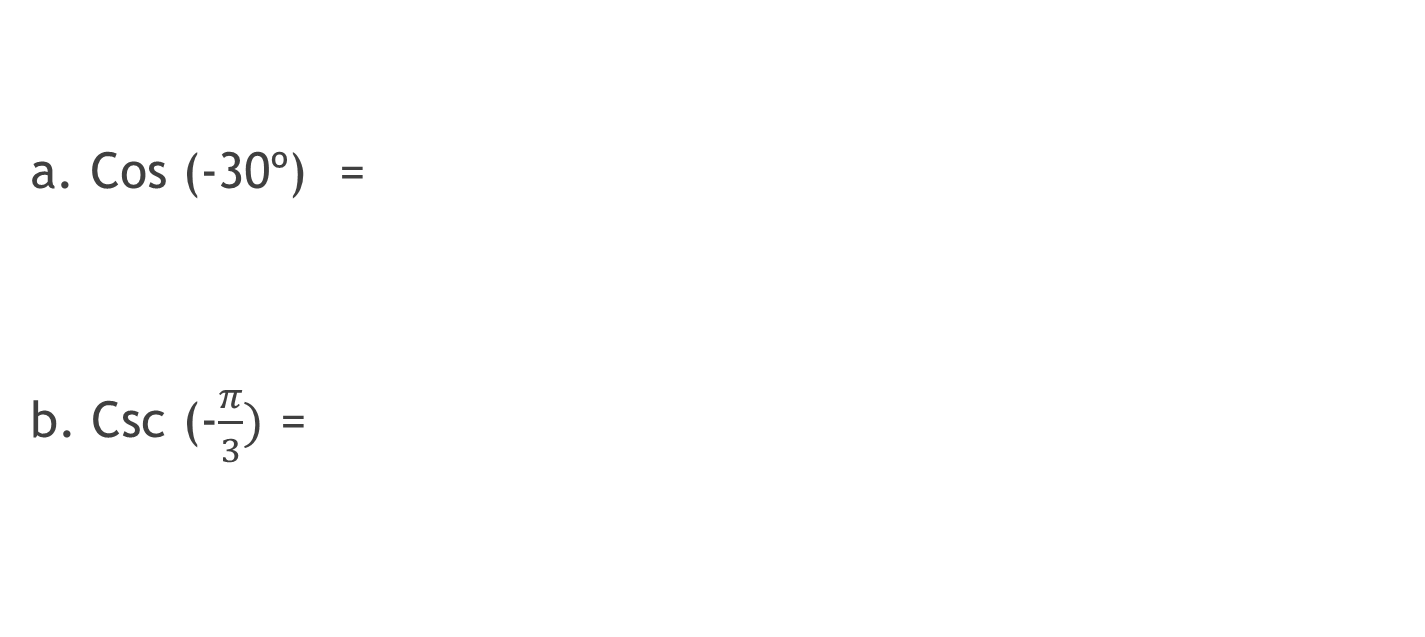 a. Cos (-30º) =
b. Csc (-π/3) =